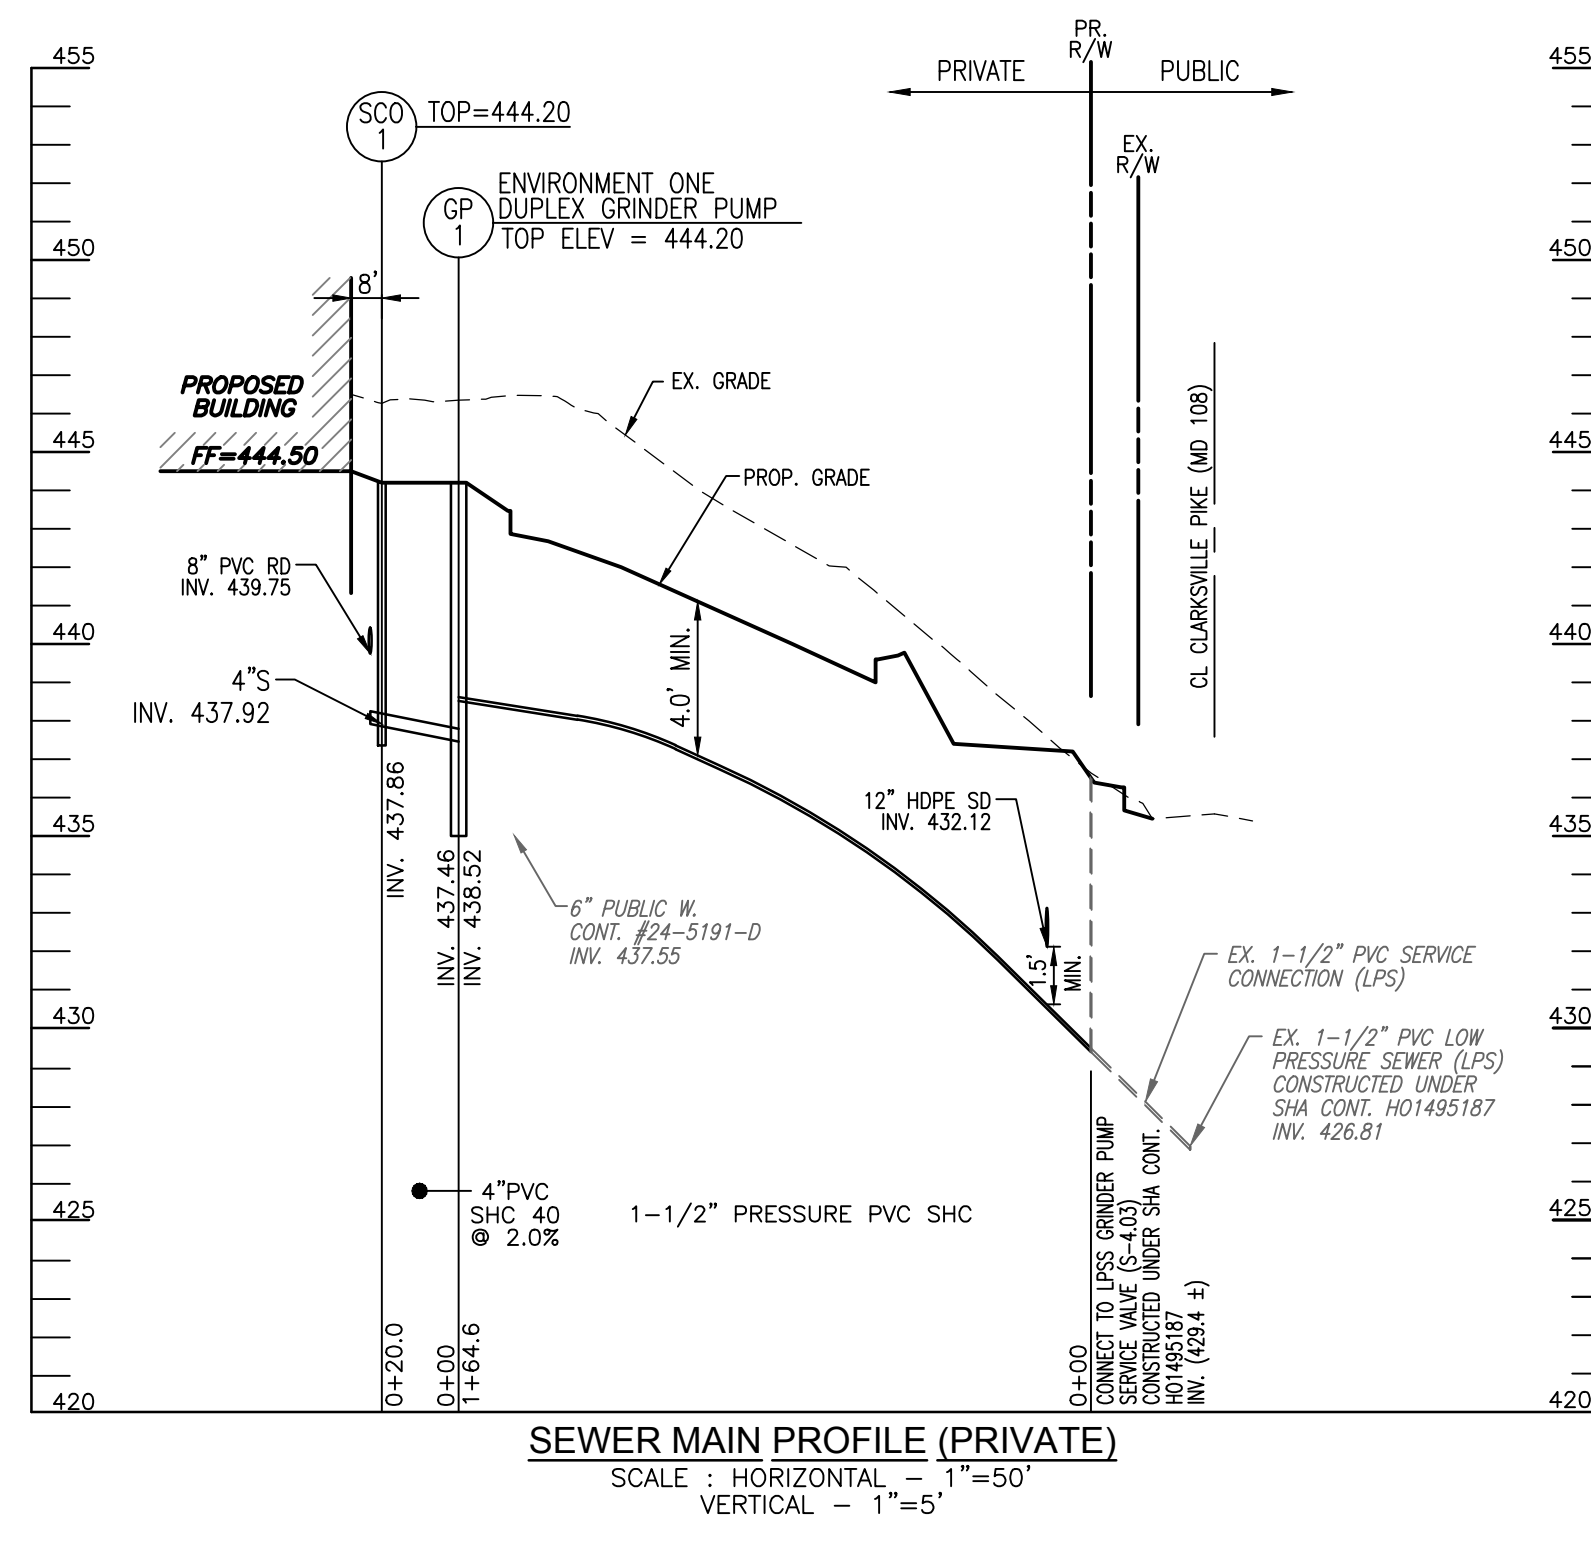 PR.
R/W
PRIVATE
PUBLIC
455
455
SCO
1
TOP=444.20
EX.
R/W
ENVIRONMENT ONE
DUPLEX GRINDER PUMP
TOP ELEV = 444.20
GP
1
450
450
8'
PROPOSED
BUILDING
FF=444.50
EX. GRADE
445
445
PROP. GRADE
CL CLARKSVILLE PIKE (MD 108)
8" PVC RD
INV. 439.75
440
440
4.0' MIN.
4"S
INV. 437.92
INV. 437.86
12" HDPE SD
INV. 432.12
435
435
INV. 437.46
INV. 438.52
6" PUBLIC W.
CONT. #24-5191-D
INV. 437.55
1.5'
MIN.
EX. 1-1/2" PVC SERVICE
CONNECTION (LPS)
430
430
EX. 1-1/2" PVC LOW
PRESSURE SEWER (LPS)
CONSTRUCTED UNDER
SHA CONT. HO1495187
INV. 426.81
4"PVC
SHC 40
@ 2.0%
1-1/2" PRESSURE PVC SHC
425
425
0+20.0
0+00
1+64.6
0+00
CONNECT TO LPSS GRINDER PUMP
SERVICE VALVE (S-4.03)
CONSTRUCTED UNDER SHA CONT.
HO1495187
INV. (429.4 ±)
420
420
SEWER MAIN PROFILE (PRIVATE)
SCALE : HORIZONTAL - 1"=50'
VERTICAL - 1"=5'